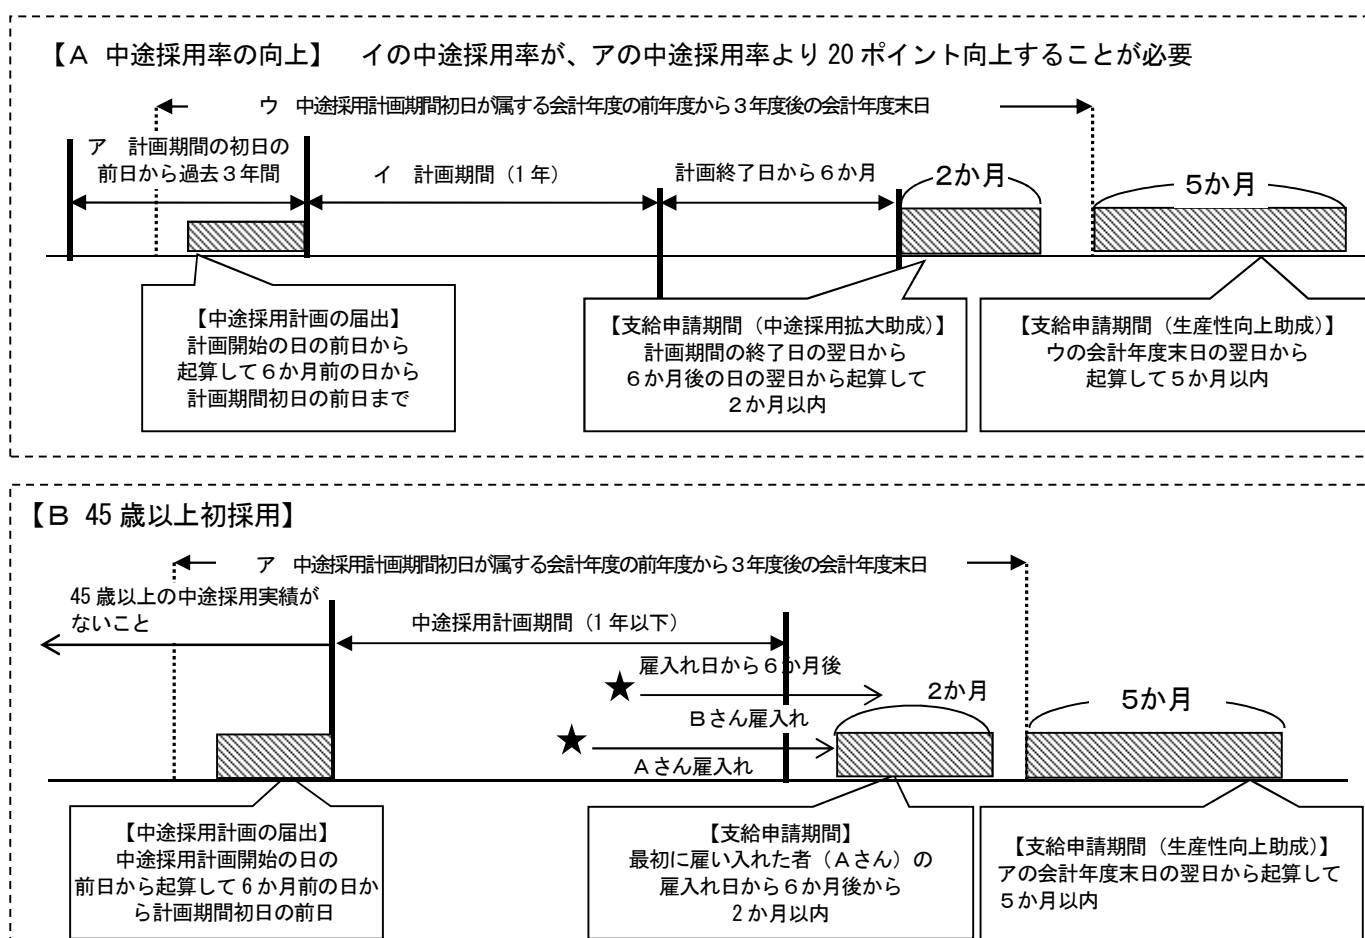 【Ａ 中途採用率の向上】　イの中途採用率が、アの中途採用率より 20 ポイント向上することが必要
ウ　中途採用計画期間初日が属する会計年度の前年度から３年度後の会計年度末日
ア　計画期間の初日の
前日から過去３年間
イ　計画期間（1 年）
計画終了日から６か月
２か月
５か月
【中途採用計画の届出】
計画開始の日の前日から
起算して６か月前の日から
計画期間初日の前日まで
【支給申請期間（中途採用拡大助成）】
計画期間の終了日の翌日から
６か月後の日の翌日から起算して
２か月以内
【支給申請期間（生産性向上助成）】
ウの会計年度末日の翌日から
起算して５か月以内
【Ｂ 45 歳以上初採用】
ア　中途採用計画期間初日が属する会計年度の前年度から３年度後の会計年度末日
45 歳以上の中途採用実績が
ないこと
中途採用計画期間（1 年以下）
雇入れ日から６か月後
★
Ｂさん雇入れ
★
Ａさん雇入れ
２か月
５か月
【中途採用計画の届出】
中途採用計画開始の日の
前日から起算して 6 か月前の日か
ら計画期間初日の前日
【支給申請期間】
最初に雇い入れた者（Ａさん）の
雇入れ日から６か月後から
2 か月以内
【支給申請期間（生産性向上助成）】
アの会計年度末日の翌日から起算して
５か月以内